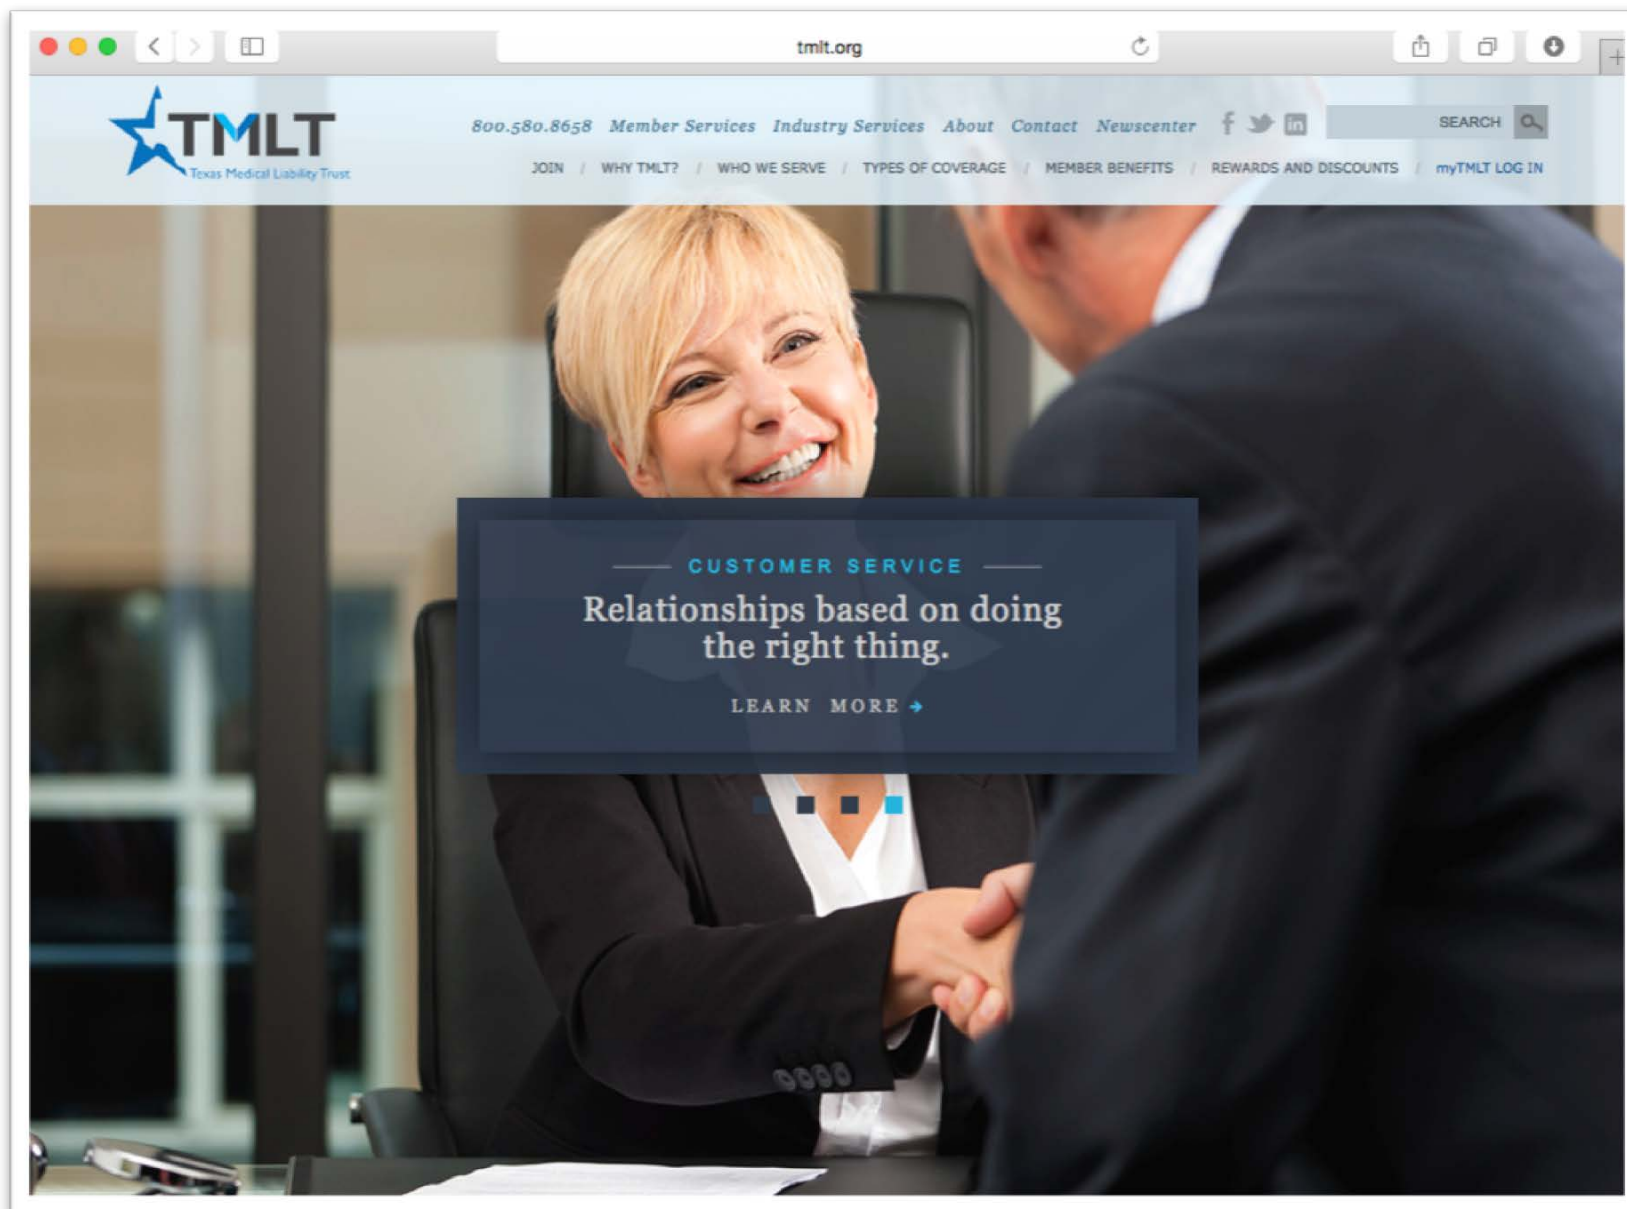 tmlt.org
TMLT
Texas Medical Liability Trust
800.580.8658 Member Services Industry Services About Contact Newscenter
SEARCH
JOIN / WHY TMLT? / WHO WE SERVE / TYPES OF COVERAGE / MEMBER BENEFITS / REWARDS AND DISCOUNTS / myTMLT LOG IN
CUSTOMER SERVICE
Relationships based on doing
the right thing.
LEARN MORE